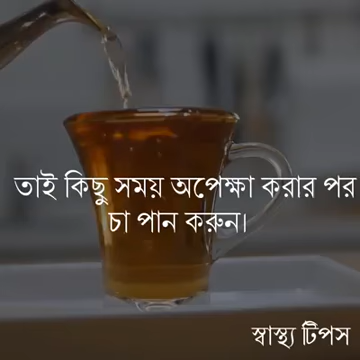 তাই কিছু সময় অপেক্ষা করার পর
চা পান করুন।
স্বাস্থ্য টিপস